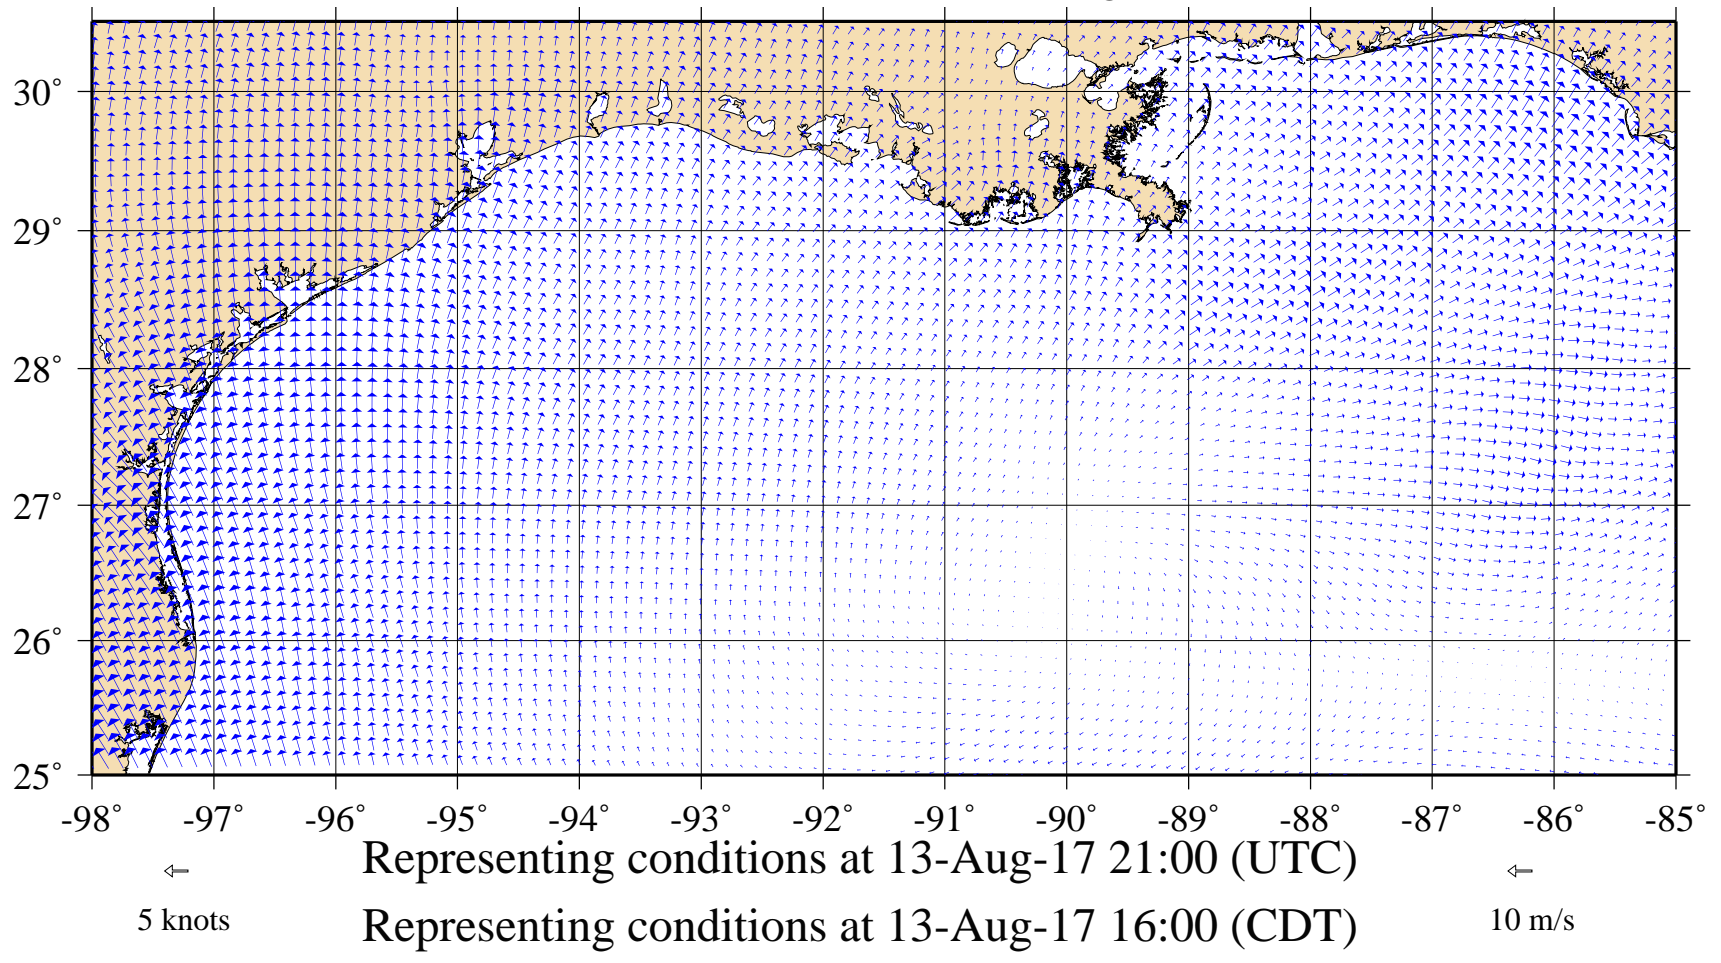 30°
29°
28°
27°
26°
25°
-98° -97° -96° -95° -94° -93° -92° -91° -90° -89° -88° -87° -86° -85°
Representing conditions at 13-Aug-17 21:00 (UTC)
5 knots
Representing conditions at 13-Aug-17 16:00 (CDT)
10 m/s